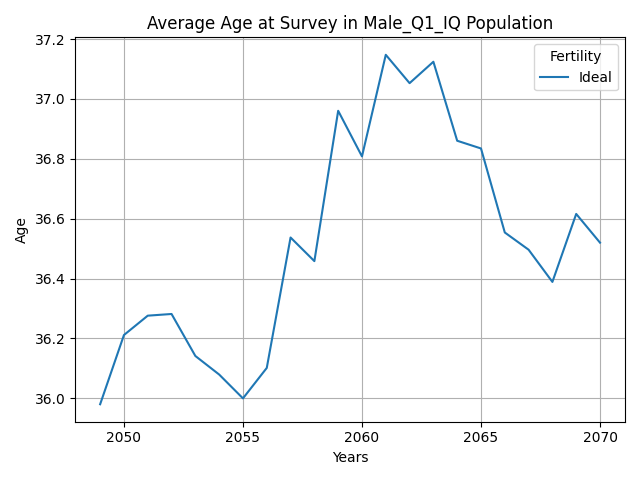 Average Age at Survey in Male_Q1_IQ Population
37.2
37.0
36.8
36.6
36.4
36.2
36.0
Age
Fertility
Ideal
2050
2055
2060
2065
2070
Years